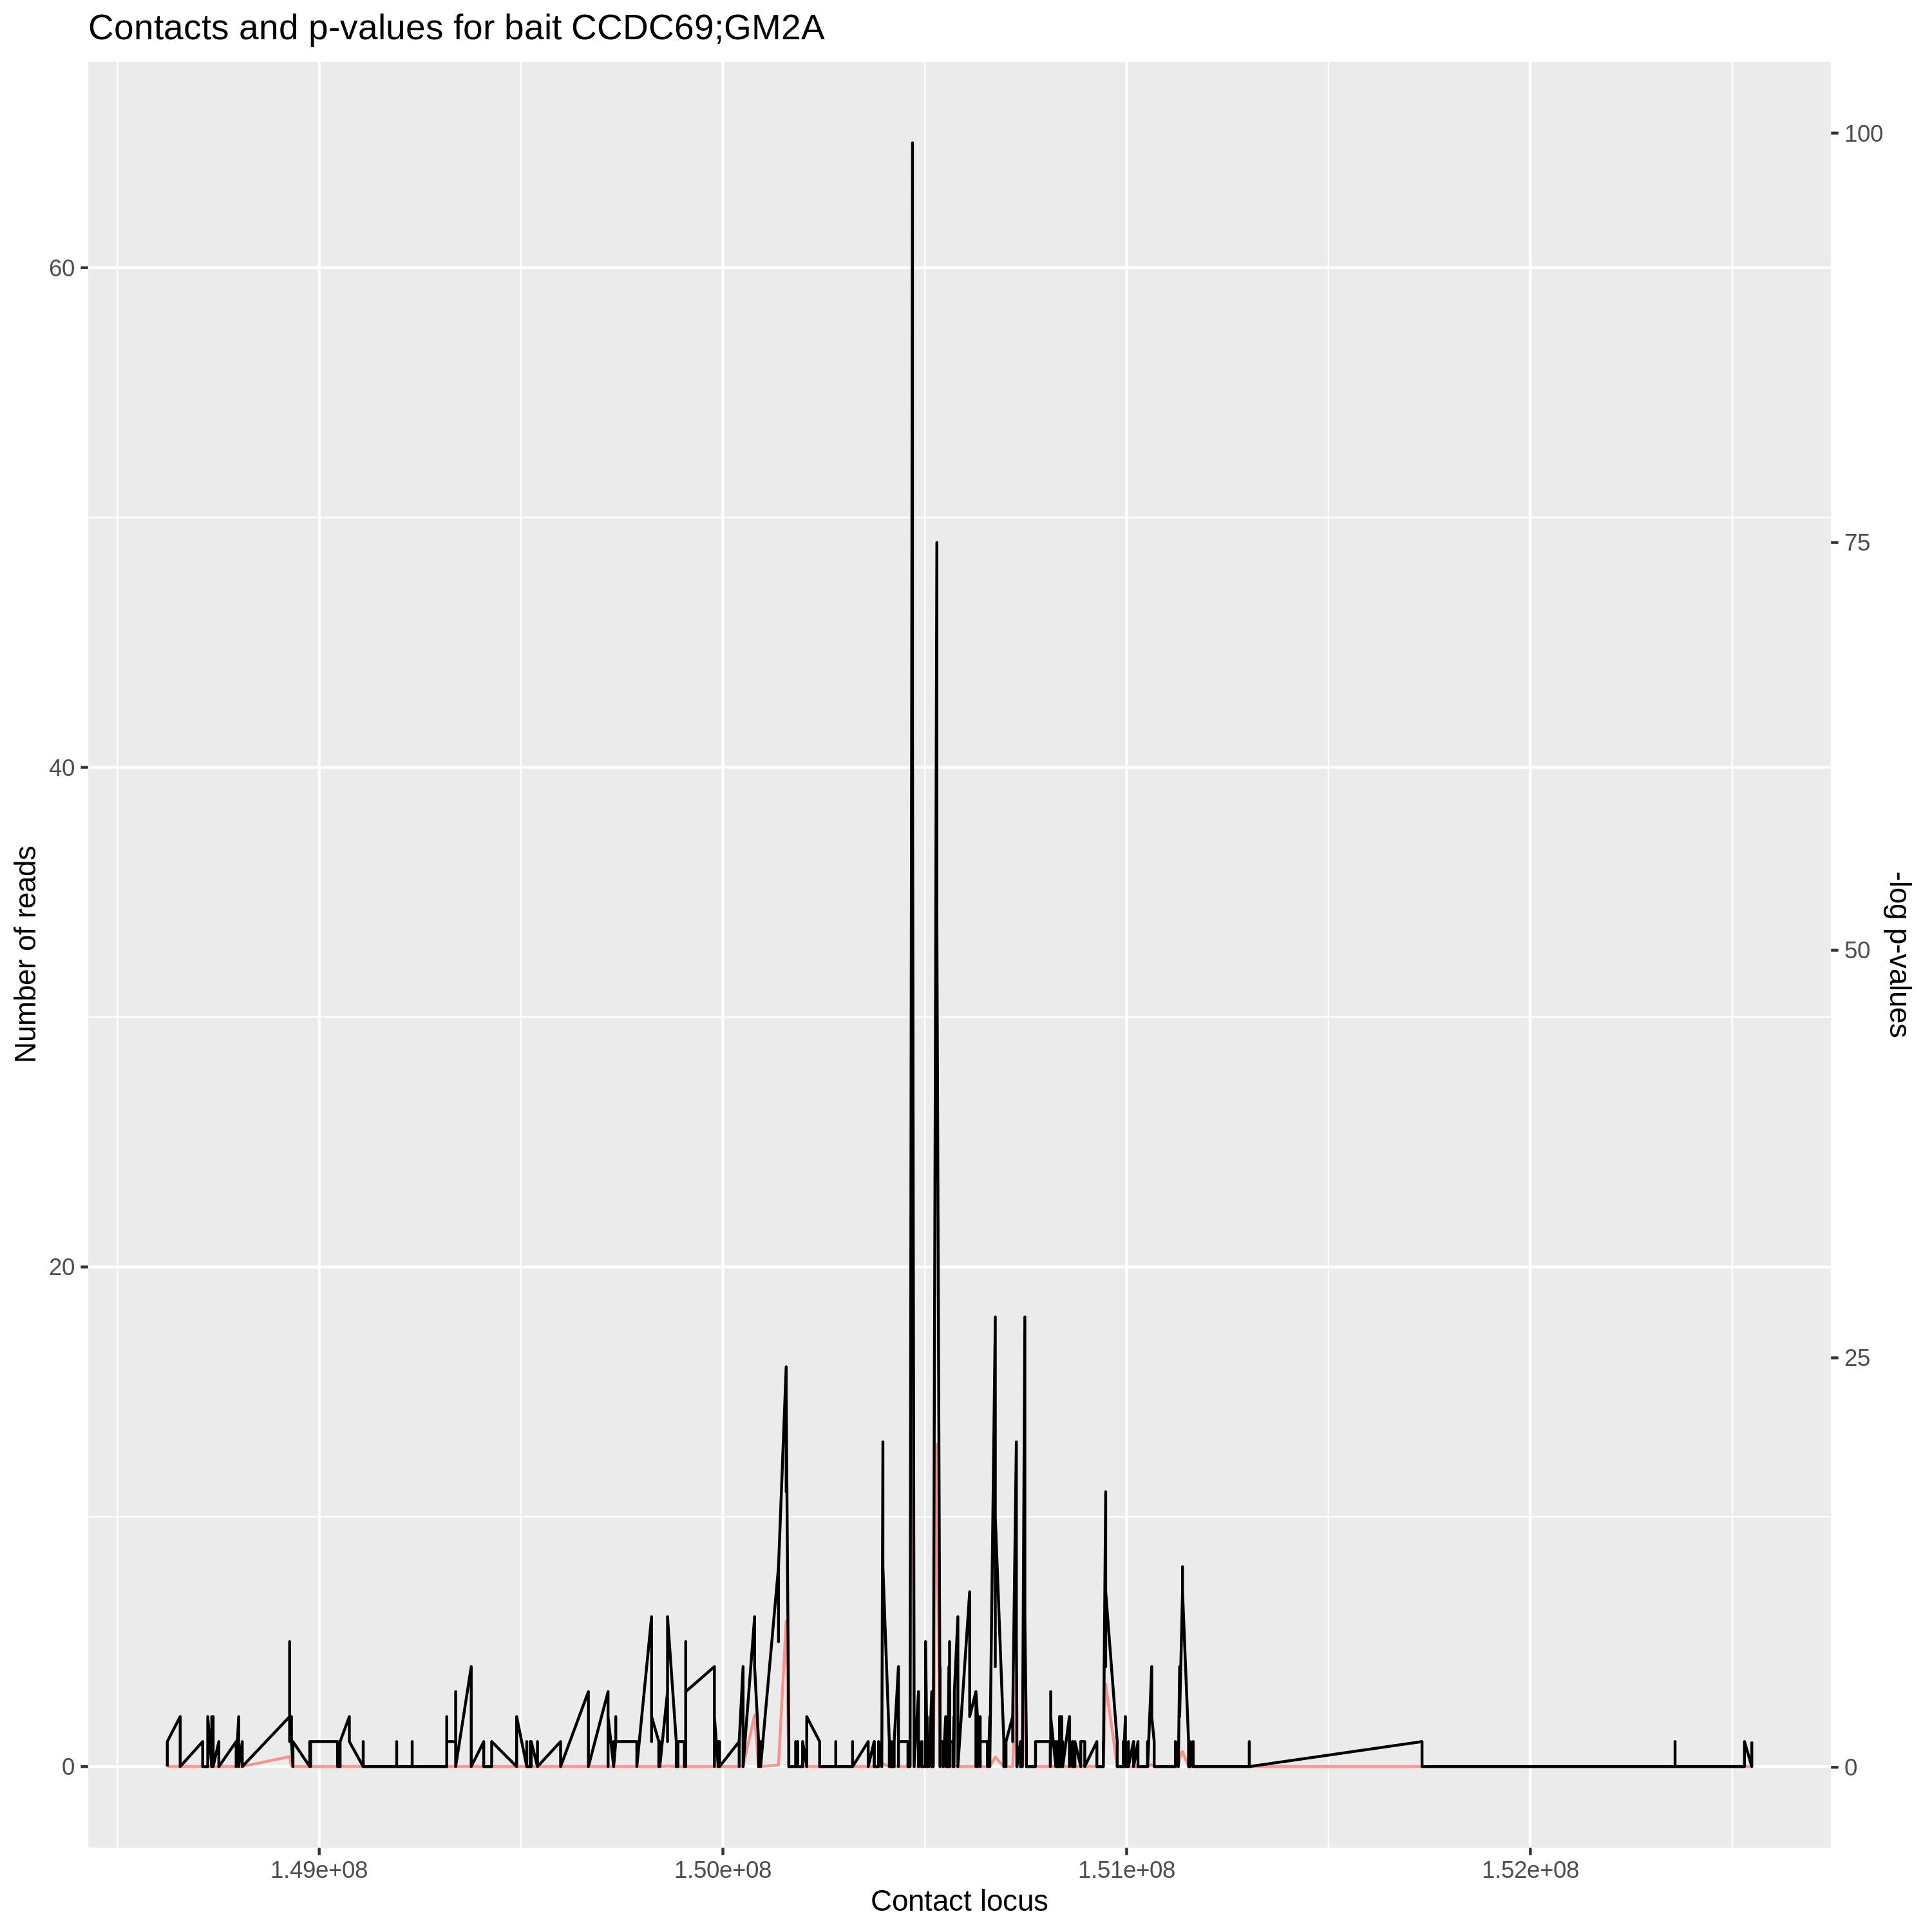 Contacts and p-values for bait CCDC69;GM2A
Number of reads
60
40
20
0
100
75
50
25
0
-log p-values
1.49e+08
1.50e+08
1.51e+08
1.52e+08
Contact locus